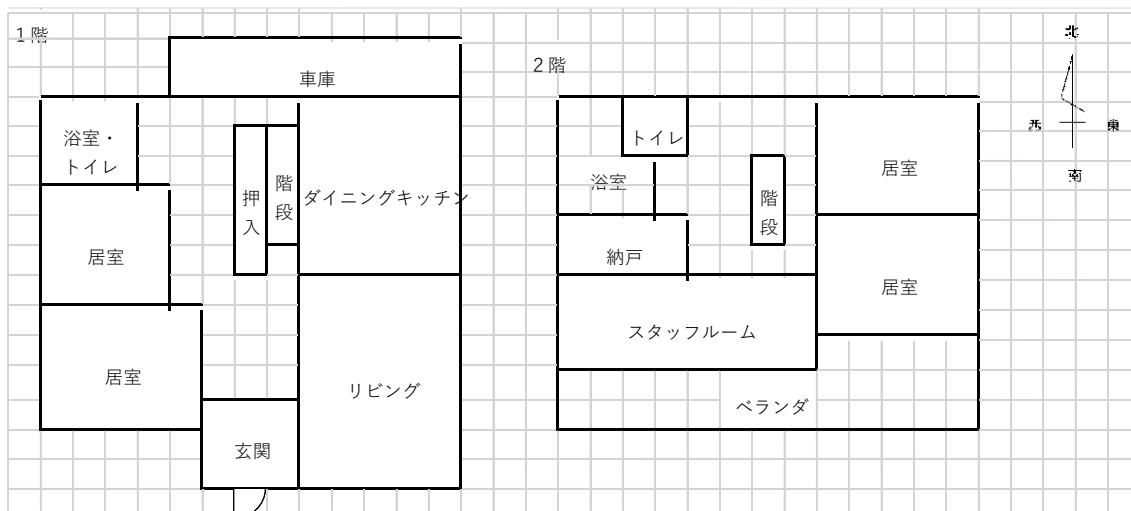 1階
車庫
浴室・
トイレ
押入
階段
ダイニングキッチン
居室
居室
リビング
玄関
2階
トイレ
浴室
階段
居室
納戸
居室
スタッフルーム
ベランダ
北
西
東
南